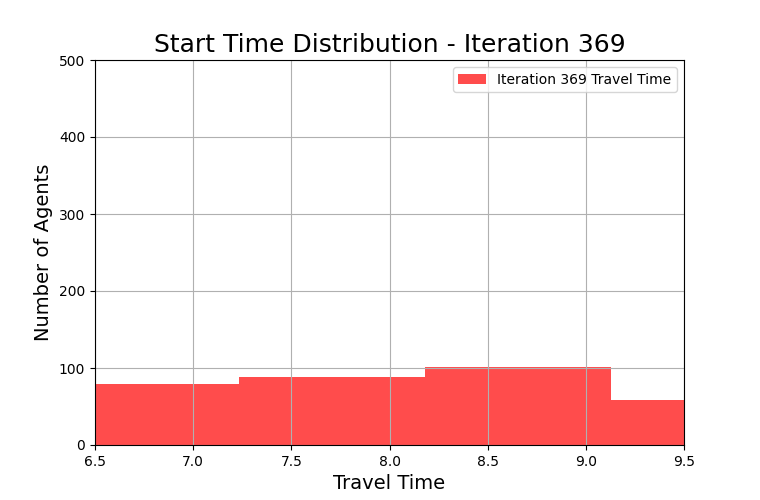 Start Time Distribution - Iteration 369
Iteration 369 Travel Time
Number of Agents
500
400
300
200
100
0
6.5 7.0 7.5 8.0 8.5 9.0 9.5
Travel Time